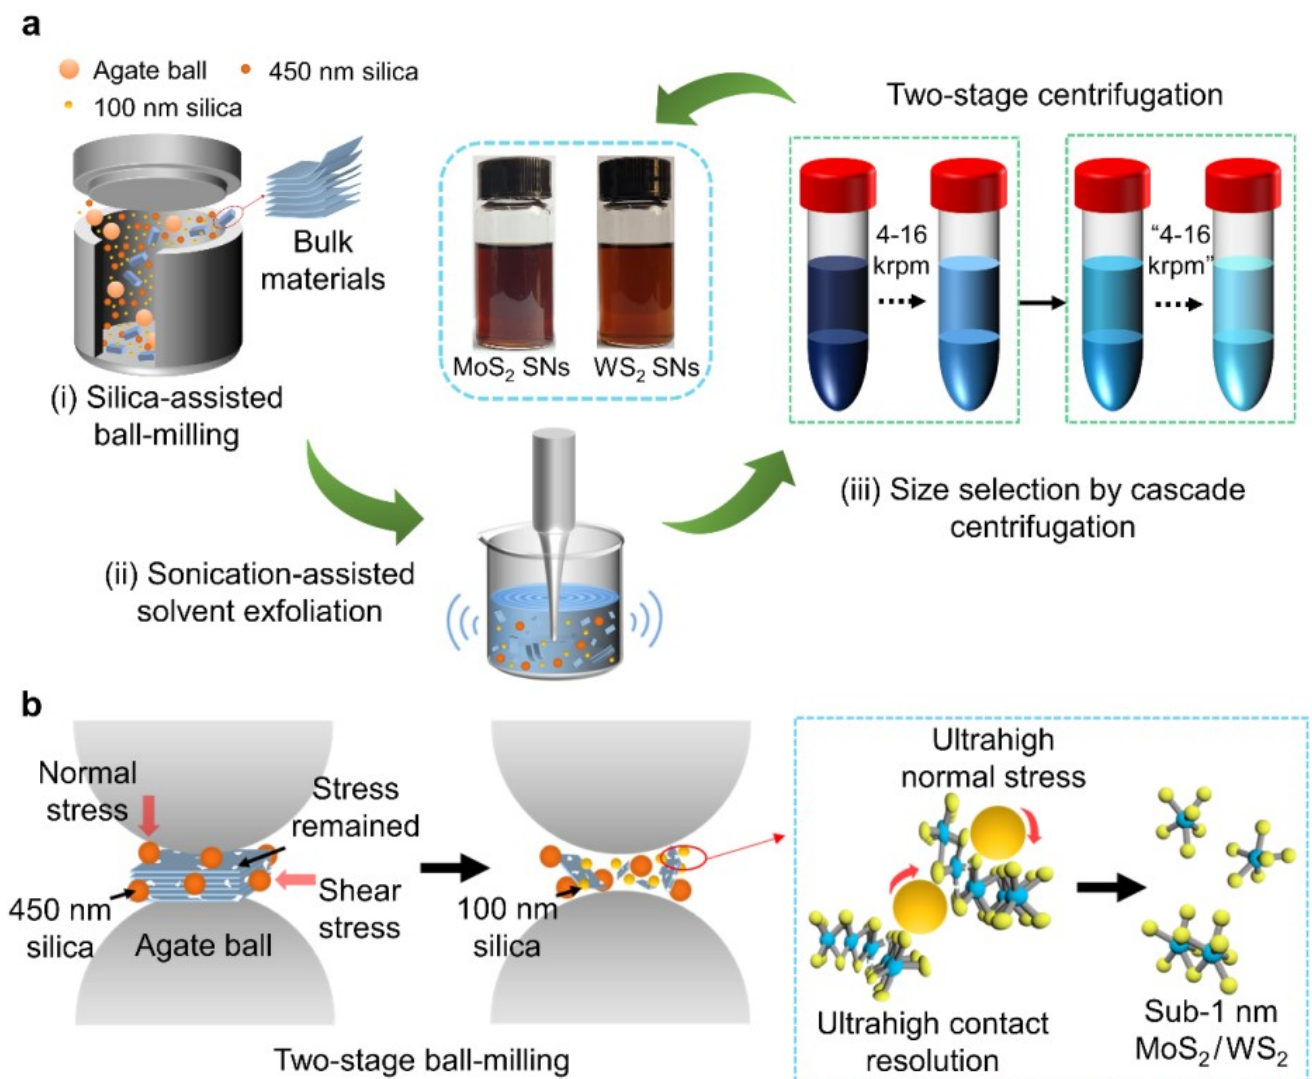 a
Agate ball
450 nm silica
100 nm silica
Bulk
materials
(i) Silica-assisted
ball-milling
MoS₂ SNs
WS₂ SNs
Two-stage centrifugation
4-16
krpm
“4-16
krpm”
(ii) Sonication-assisted
solvent exfoliation
(iii) Size selection by cascade
centrifugation
b
Normal
stress
Stress
remained
450 nm
silica
Agate ball
Shear
stress
100 nm
silica
Two-stage ball-milling
Ultrahigh
normal stress
Ultrahigh contact
resolution
Sub-1 nm
MoS₂/WS₂